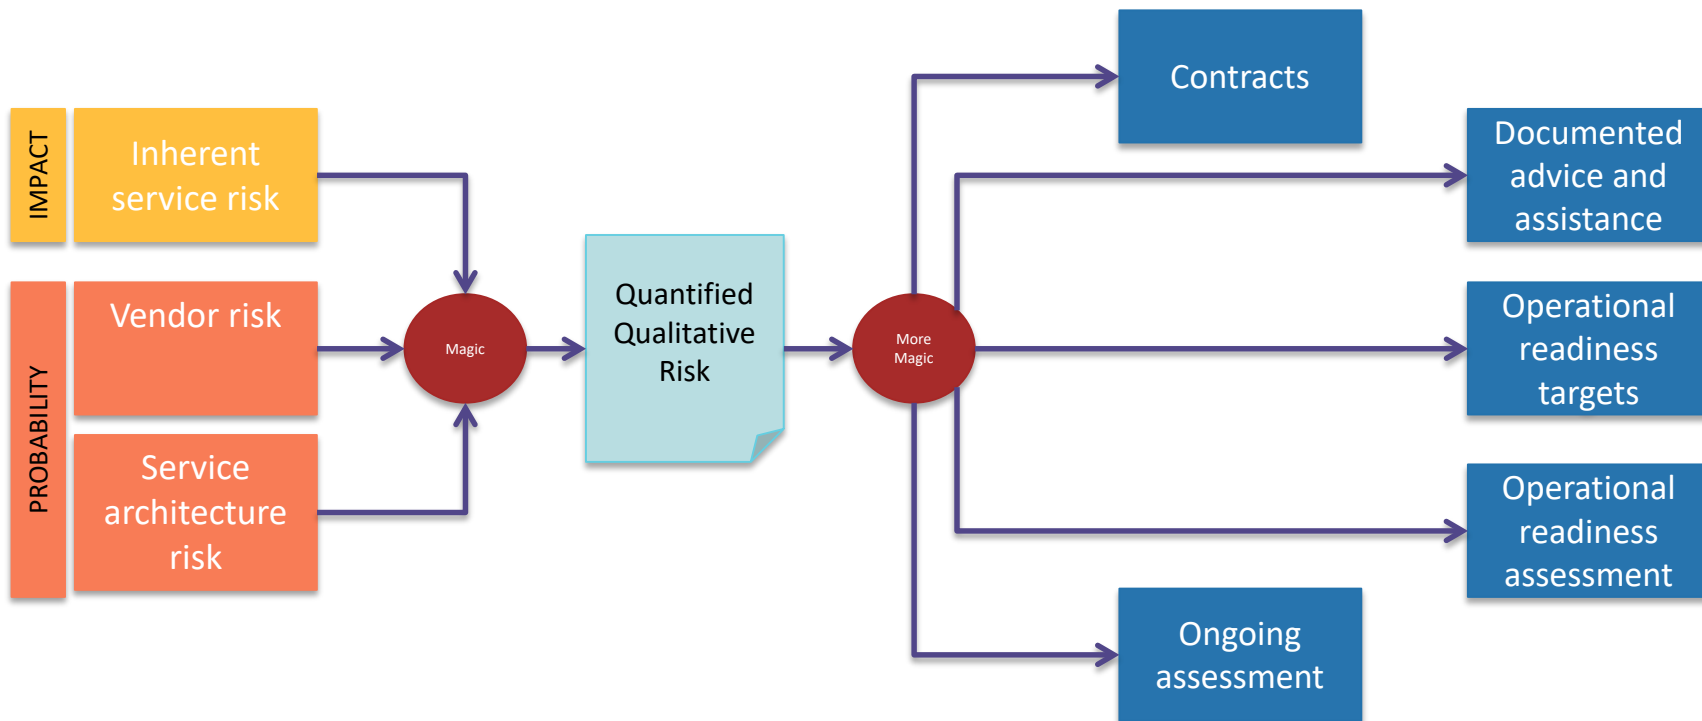 IMPACT
Inherent
service risk
PROBABILITY
Vendor risk
Service
architecture
risk
Magic
Quantified
Qualitative
Risk
More
Magic
Contracts
Documented
advice and
assistance
Operational
readiness
targets
Operational
readiness
assessment
Ongoing
assessment